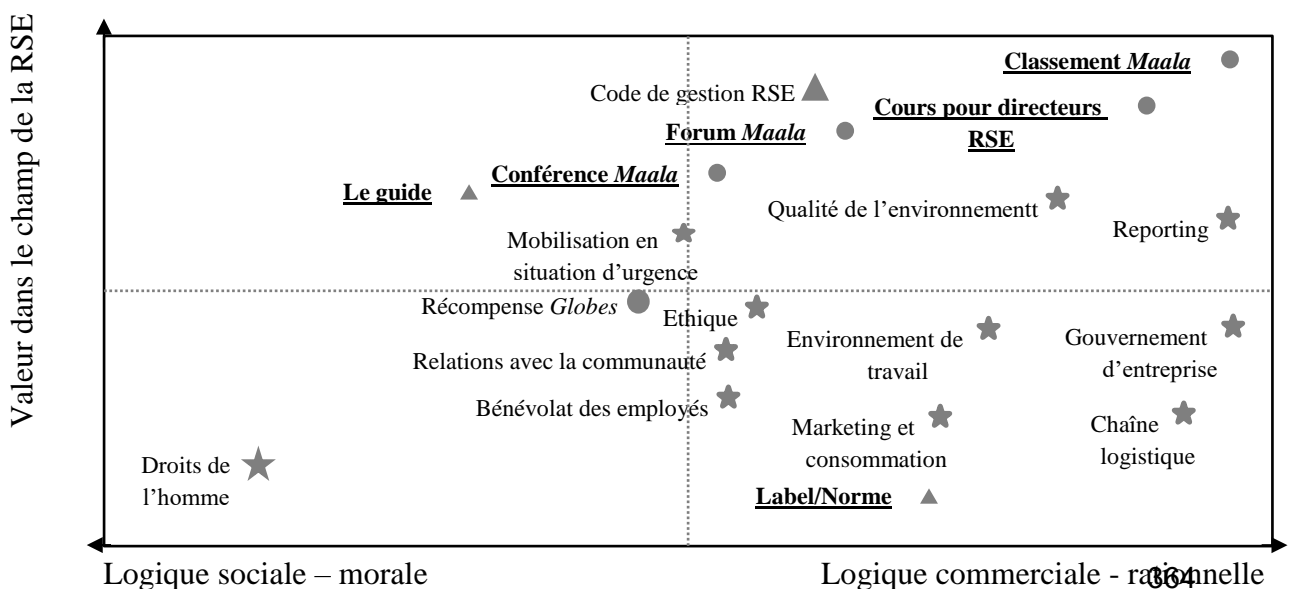 Valeur dans le champ de la RSE
Classement Maala
Code de gestion RSE
Cours pour directeurs
RSE
Forum Maala
Conférence Maala
Le guide
Qualité de l’environnementt
Reporting
Mobilisation en
situation d’urgence
Récompense Globes
Ethique
Environnement de
travail
Gouvernement
d’entreprise
Relations avec la communauté
Bénévolat des employés
Marketing et
consommation
Chaîne
logistique
Droits de
l’homme
Label/Norme
Logique sociale – morale
Logique commerciale - rationnelle
364